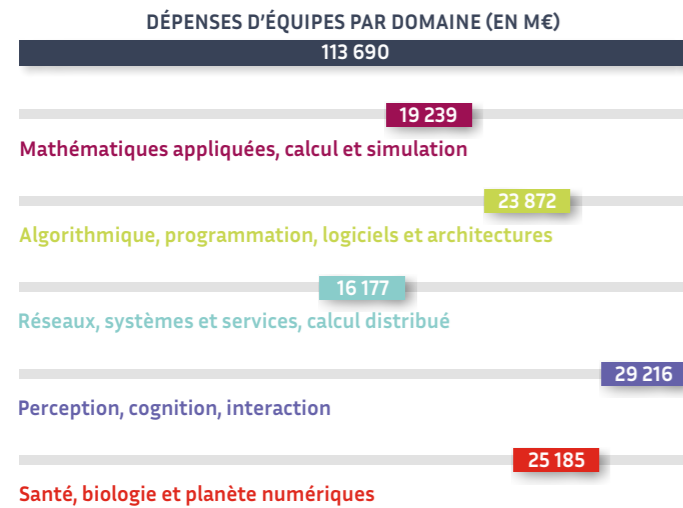 DÉPENSES D'ÉQUIPES PAR DOMAINE (EN M€)
113 690
19 239
Mathématiques appliquées, calcul et simulation
23 872
Algorithmique, programmation, logiciels et architectures
16 177
Réseaux, systèmes et services, calcul distribué
29 216
Perception, cognition, interaction
25 185
Santé, biologie et planète numériques